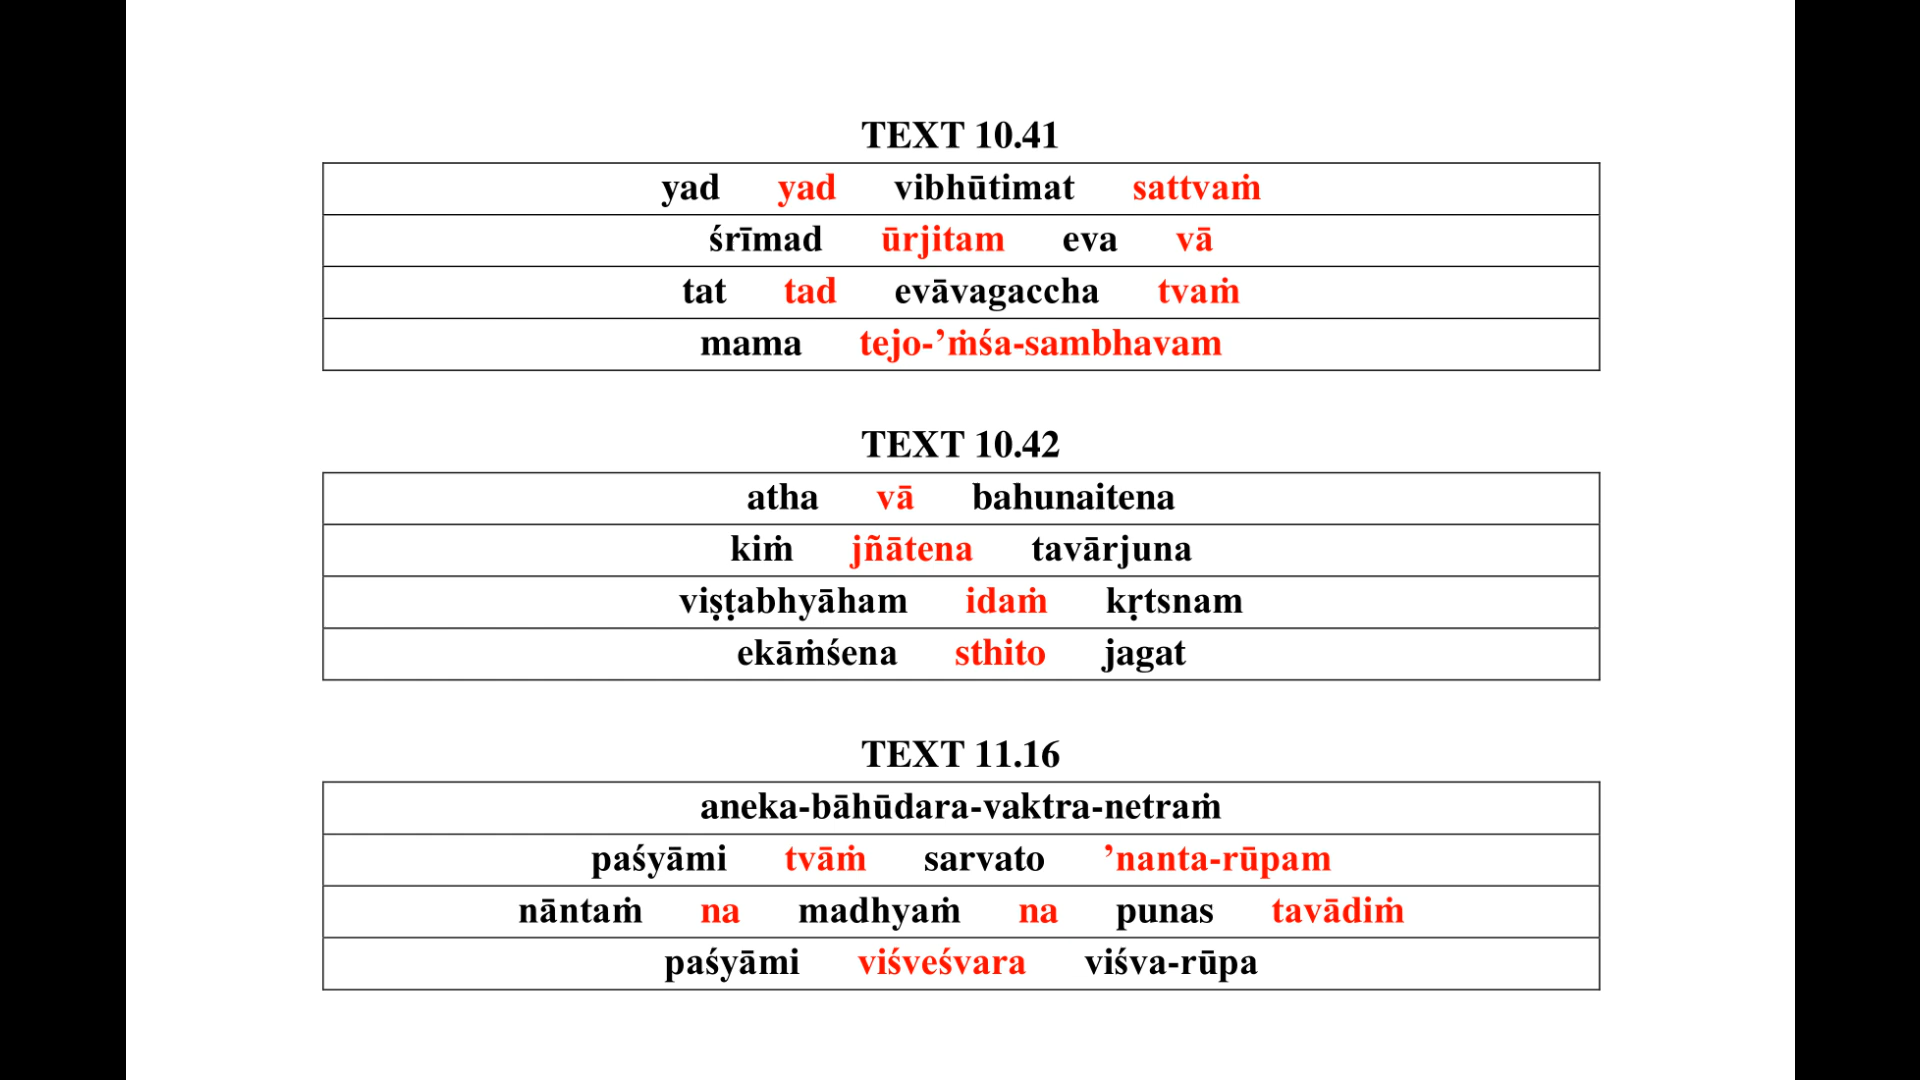 TEXT 10.41
yad yad vibhūtimat sattvaṁ
śrīmad ūrjitam eva vā
tat tad evāvagaccha tvaṁ
mama tejo-’ṁśa-sambhavam
TEXT 10.42
atha vā bahunaitena
kiṁ jñātena tavārjuna
viṣṭabhyāham idaṁ kṛtsnam
ekāṁśena sthito jagat
TEXT 11.16
aneka-bāhūdara-vaktra-netraṁ
paśyāmi tvāṁ sarvato ’nanta-rūpam
nāntaṁ na madhyaṁ na punas tavādiṁ
paśyāmi viśveśvara viśva-rūpa